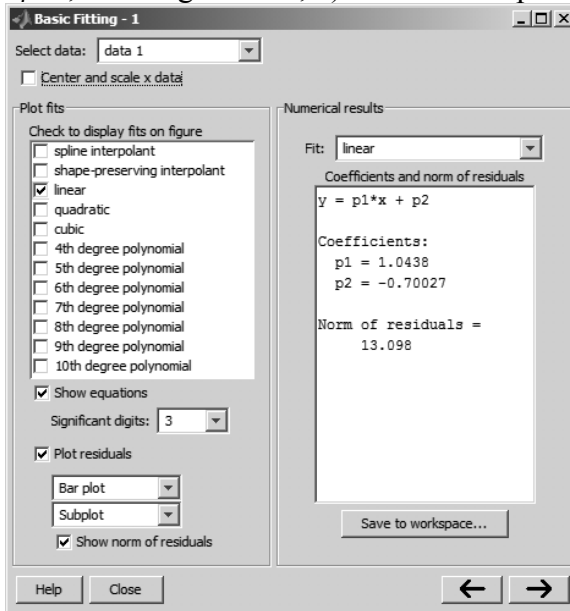 Basic Fitting - 1
Select data: data 1
Center and scale x data
Plot fits
Check to display fits on figure
spline interpolant
shape-preserving interpolant
linear
quadratic
cubic
4th degree polynomial
5th degree polynomial
6th degree polynomial
7th degree polynomial
8th degree polynomial
9th degree polynomial
10th degree polynomial
Show equations
Significant digits: 3
Plot residuals
Bar plot
Subplot
Show norm of residuals
Numerical results
Fit: linear
Coefficients and norm of residuals
y = p1*x + p2
Coefficients:
p1 = 1.0438
p2 = -0.70027
Norm of residuals =
13.098
Save to workspace...
Help Close